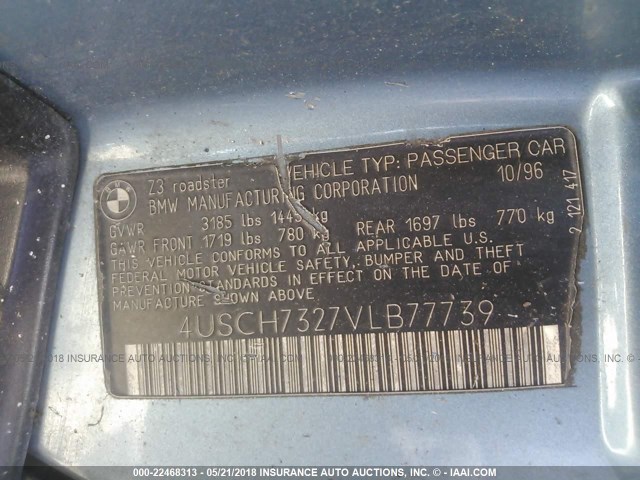 Z3 roadster VEHICLE TYP: PASSENGER CAR
BMW MANUFACTURING CORPORATION 10/96
GVWR 3185 lbs 1445 kg
GAWR FRONT 1719 lbs 780 kg REAR 1697 lbs 770 kg
THIS VEHICLE CONFORMS TO ALL APPLICABLE U.S.
FEDERAL MOTOR VEHICLE SAFETY, BUMPER AND THEFT
PREVENTION STANDARDS IN EFFECT ON THE DATE OF
MANUFACTURE SHOWN ABOVE.
4USCH7327VLB77739
2 121 417
000-22468313 - 05/21/2018 INSURANCE AUTO AUCTIONS, INC. - © - IAAI.COM